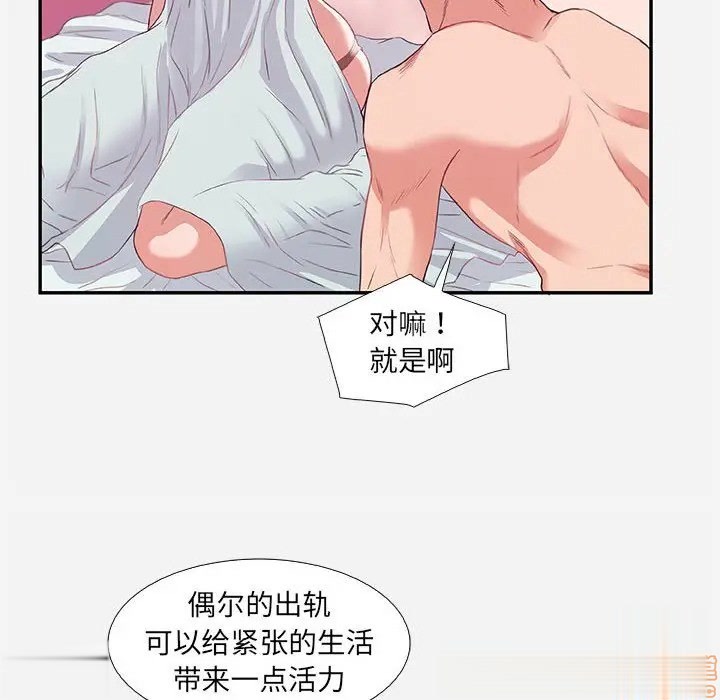 对嘛！
就是啊
偶尔的出轨
可以给紧张的生活
带来一点活力